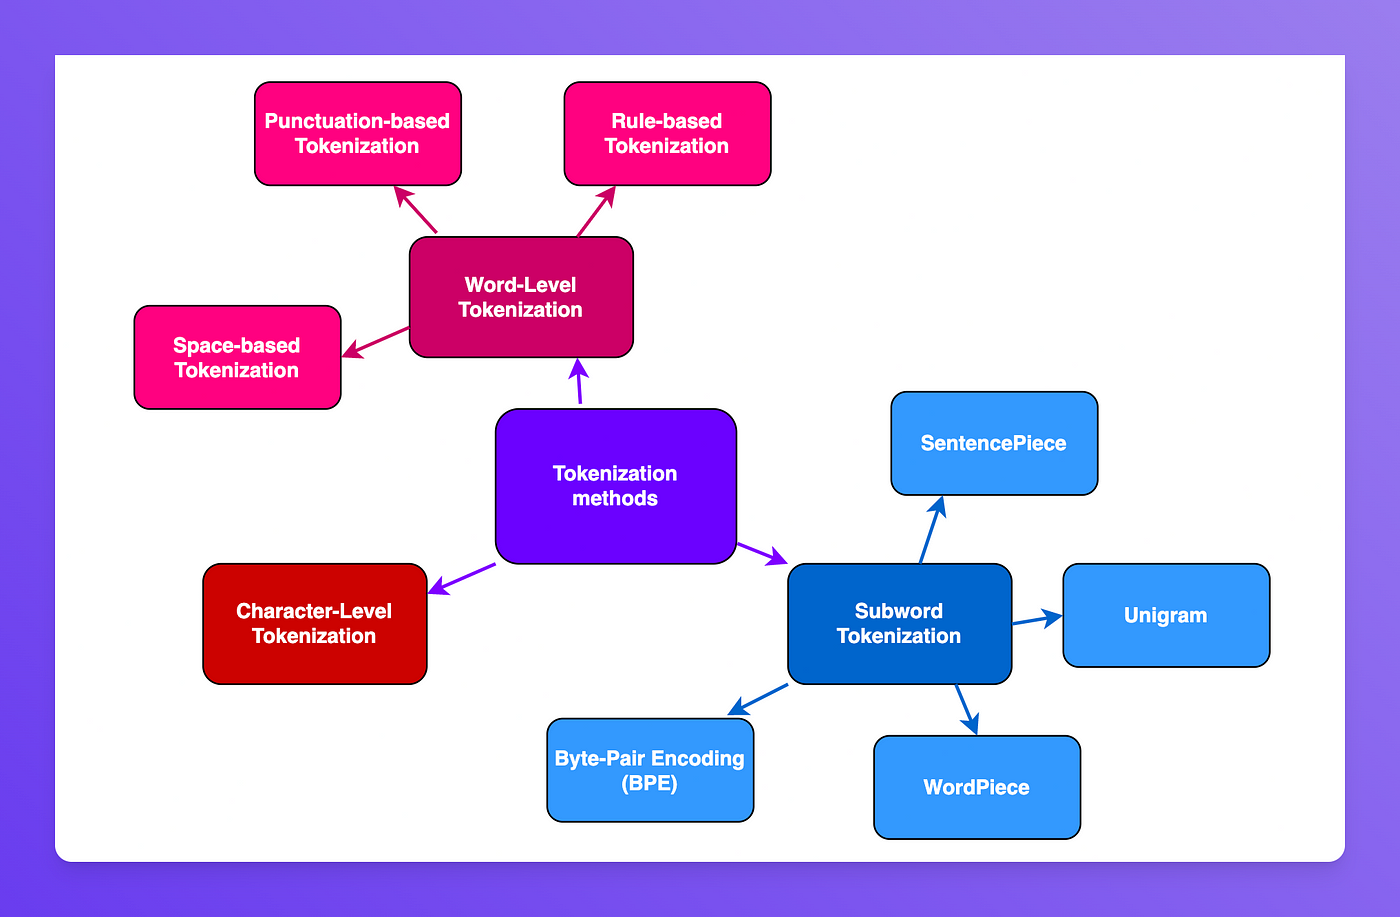 Punctuation-based
Tokenization
Rule-based
Tokenization
Word-Level
Tokenization
Space-based
Tokenization
Tokenization
methods
SentencePiece
Character-Level
Tokenization
Subword
Tokenization
Unigram
Byte-Pair Encoding
(BPE)
WordPiece